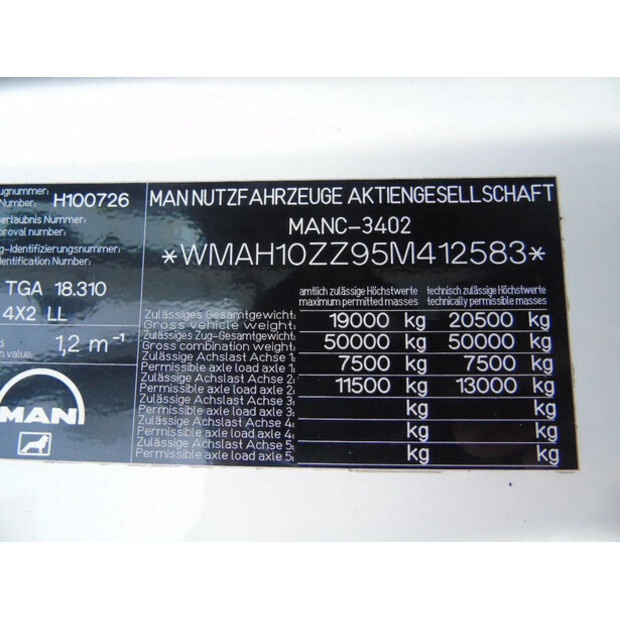 ugnummer:
Number: H100726
serlaubnis Nummer:
proval number:
g-Identifizierungsnummer:
entification Number:
TGA 18.310
4X2 LL
n value: 1,2 m⁻¹
MAN
MAN NUTZFAHRZEUGE AKTIENGESELLSCHAFT
MANC-3402
*WMAH10ZZ95M412583*
amtlich zulässige Höchstwerte technisch zulässige Höchstwerte
maximum permitted masses technically permissible masses
Zulässiges Gesamtgewicht:
Gross vehicle weight: 19000 kg 20500 kg
Zulässiges Zug-Gesamtgewicht:
Gross combination weight: 50000 kg 50000 kg
Zulässige Achslast Achse 1:
Permissible axle load axle 1: 7500 kg 7500 kg
Zulässige Achslast Achse 2:
Permissible axle load axle 2: 11500 kg 13000 kg
Zulässige Achslast Achse 3:
Permissible axle load axle 3: kg kg
Zulässige Achslast Achse 4:
Permissible axle load axle 4: kg kg
Zulässige Achslast Achse 5:
Permissible axle load axle 5: kg kg